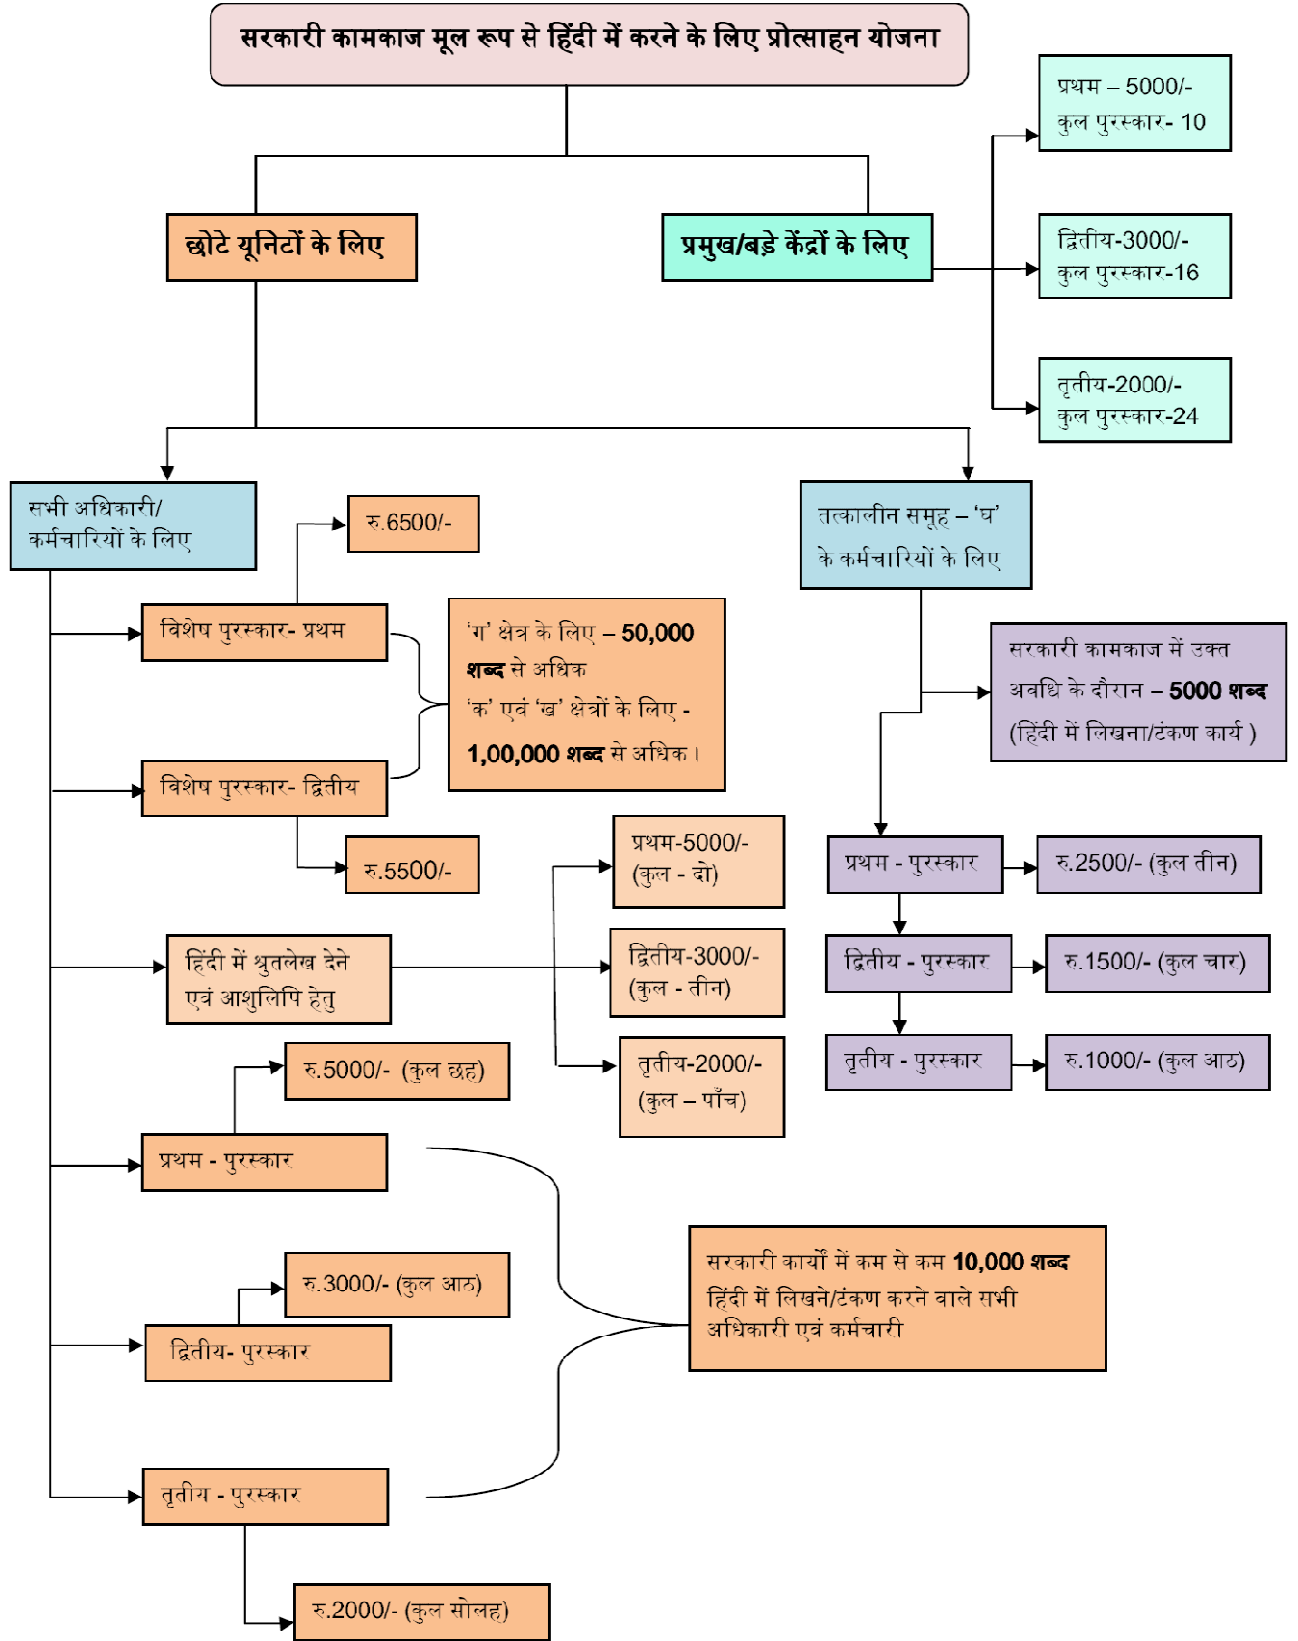 सरकारी कामकाज मूल रूप से हिंदी में करने के लिए प्रोत्साहन योजना
प्रथम – 5000/-
कुल पुरस्कार- 10
छोटे यूनिटों के लिए
प्रमुख/बड़े केंद्रों के लिए
द्वितीय-3000/-
कुल पुरस्कार-16
तृतीय-2000/-
कुल पुरस्कार-24
सभी अधिकारी/
कर्मचारियों के लिए
रु.6500/-
तत्कालीन समूह – ‘घ’
के कर्मचारियों के लिए
विशेष पुरस्कार- प्रथम
‘ग’ क्षेत्र के लिए – 50,000
शब्द से अधिक
‘क’ एवं ‘ख’ क्षेत्रों के लिए -
1,00,000 शब्द से अधिक।
सरकारी कामकाज में उक्त
अवधि के दौरान – 5000 शब्द
(हिंदी में लिखना/टंकण कार्य )
विशेष पुरस्कार- द्वितीय
रु.5500/-
प्रथम-5000/-
(कुल - दो)
प्रथम - पुरस्कार
रु.2500/- (कुल तीन)
हिंदी में श्रुतलेख देने
एवं आशुलिपि हेतु
द्वितीय-3000/-
(कुल - तीन)
द्वितीय - पुरस्कार
रु.1500/- (कुल चार)
रु.5000/- (कुल छह)
तृतीय-2000/-
(कुल – पाँच)
तृतीय - पुरस्कार
रु.1000/- (कुल आठ)
प्रथम - पुरस्कार
रु.3000/- (कुल आठ)
द्वितीय- पुरस्कार
सरकारी कार्यों में कम से कम 10,000 शब्द
हिंदी में लिखने/टंकण करने वाले सभी
अधिकारी एवं कर्मचारी
तृतीय - पुरस्कार
रु.2000/- (कुल सोलह)